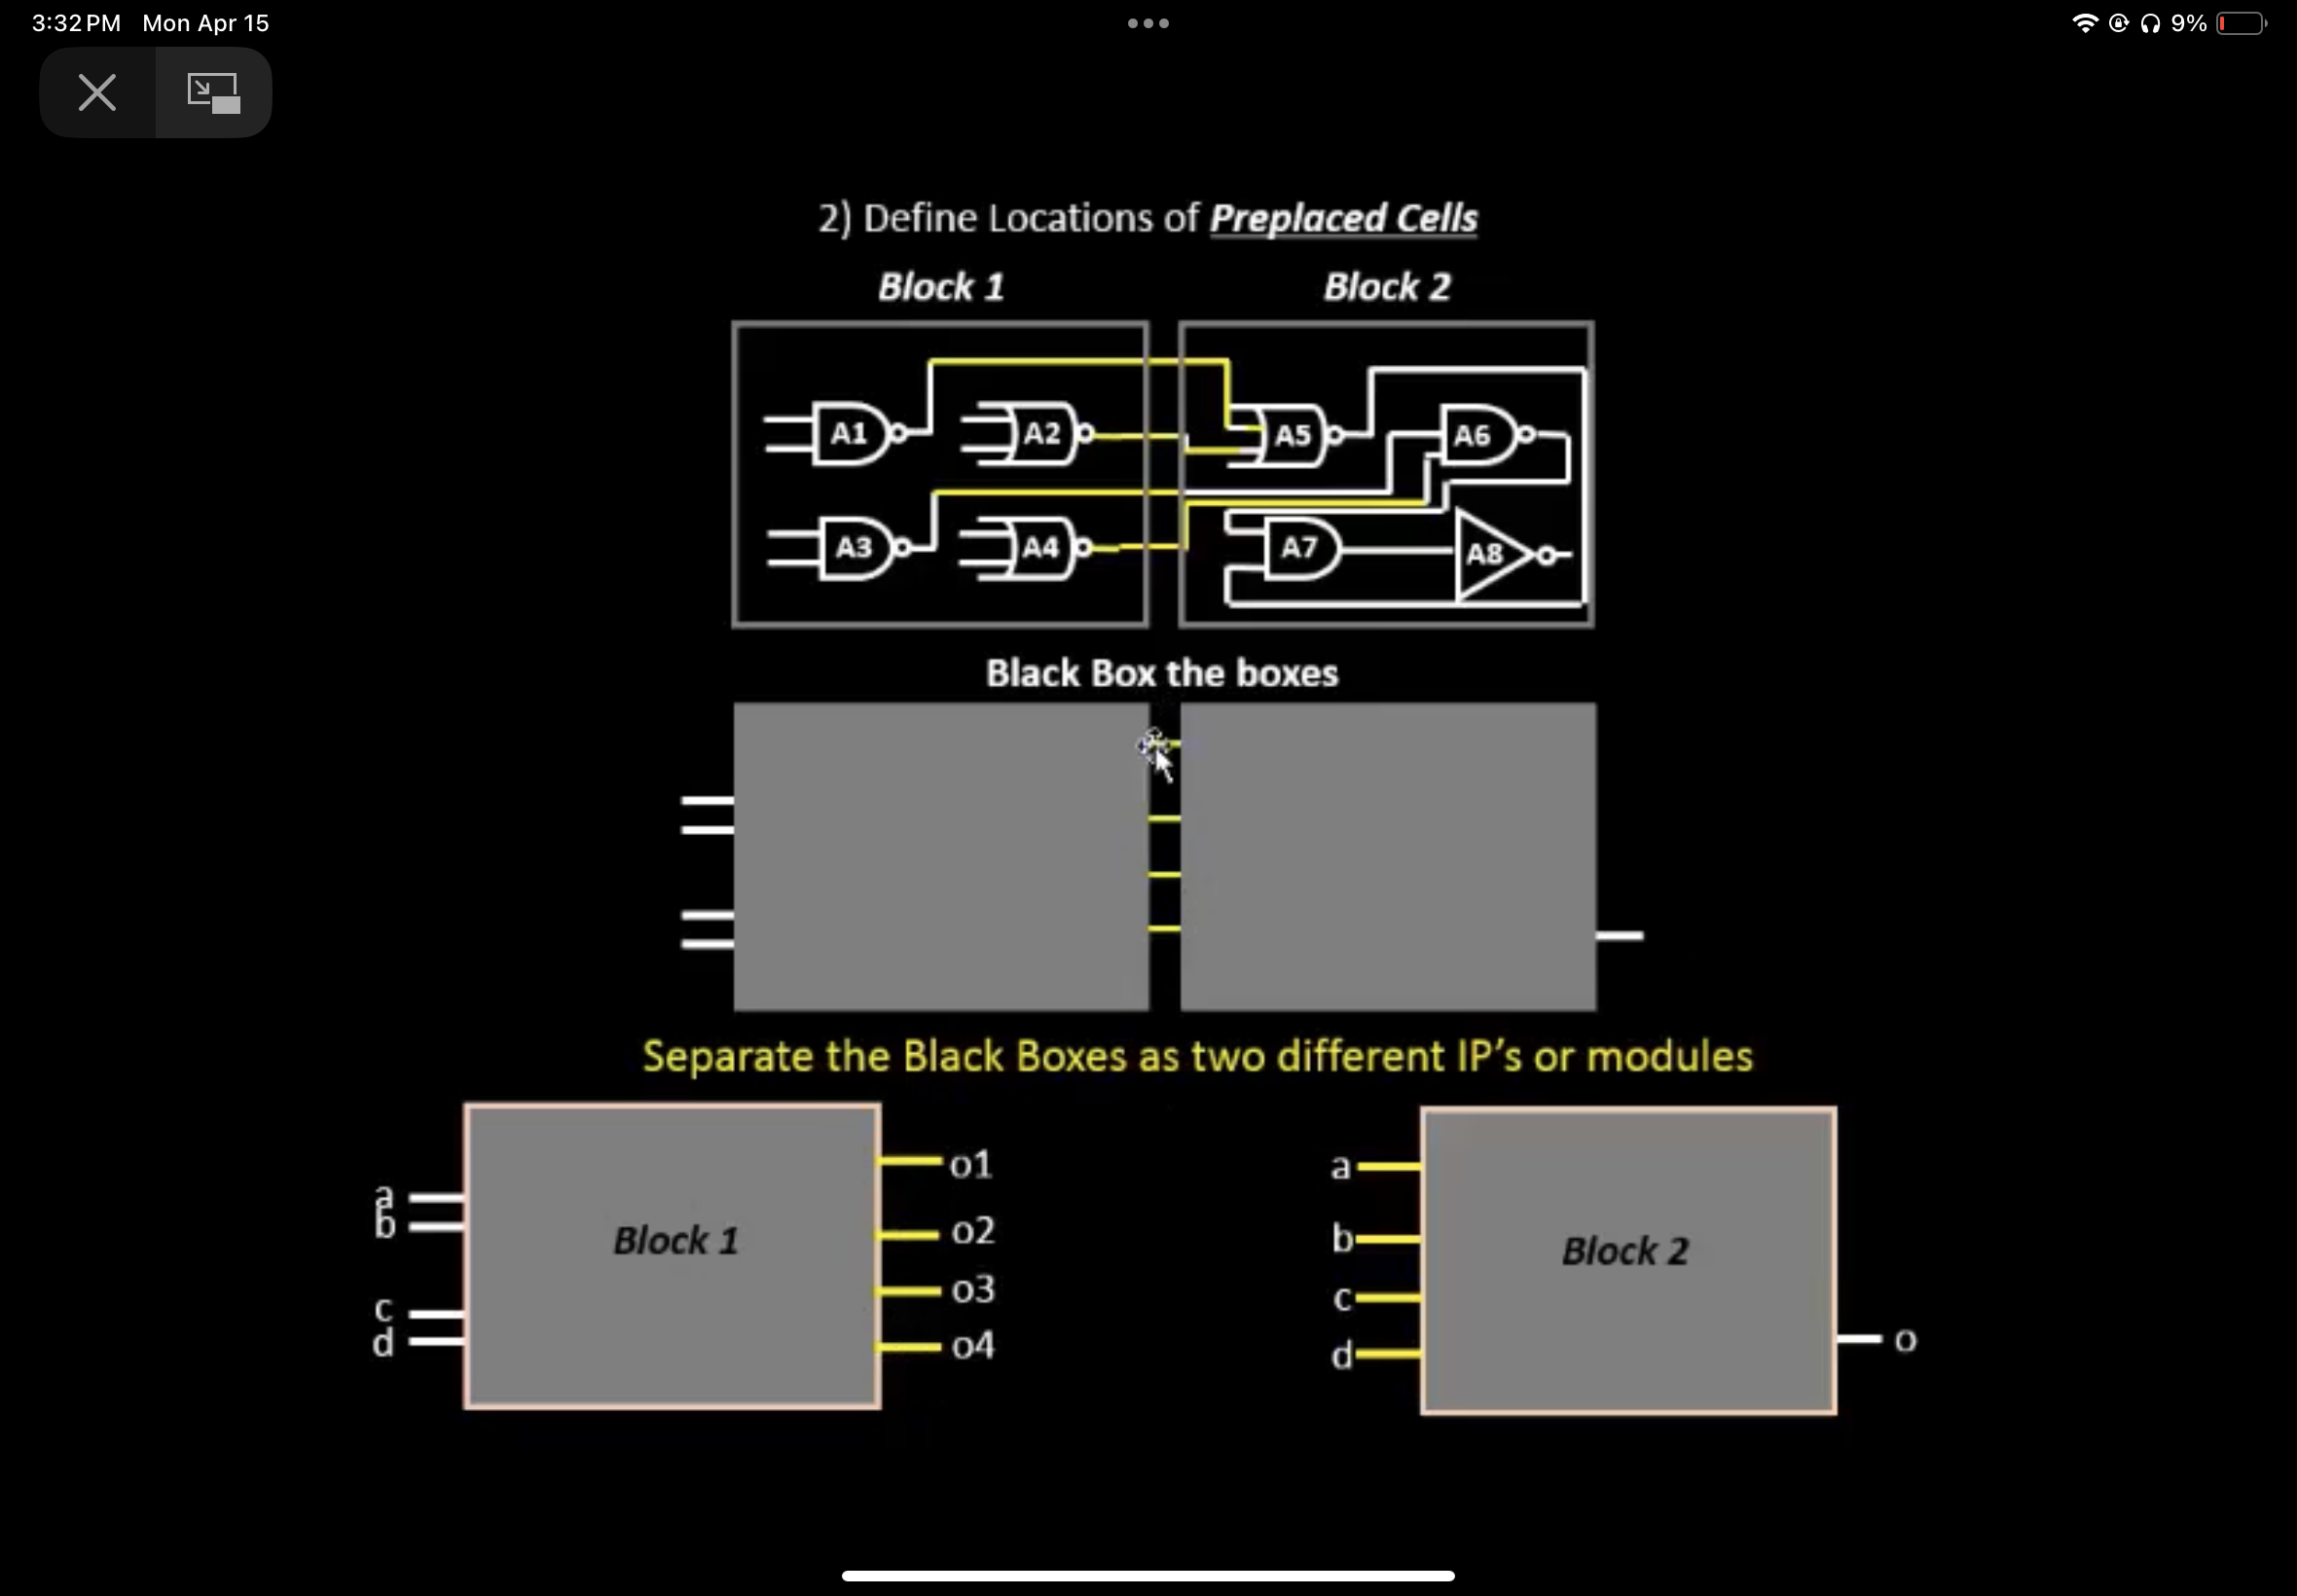 3:32 PM Mon Apr 15
9%
2) Define Locations of Preplaced Cells
Block 1 Block 2
A1 A2 A5 A6
A3 A4 A7 A8
Black Box the boxes
Separate the Black Boxes as two different IP's or modules
o1 a
a
b o2 b
Block 1 Block 2
c o3 c
d o4 d o